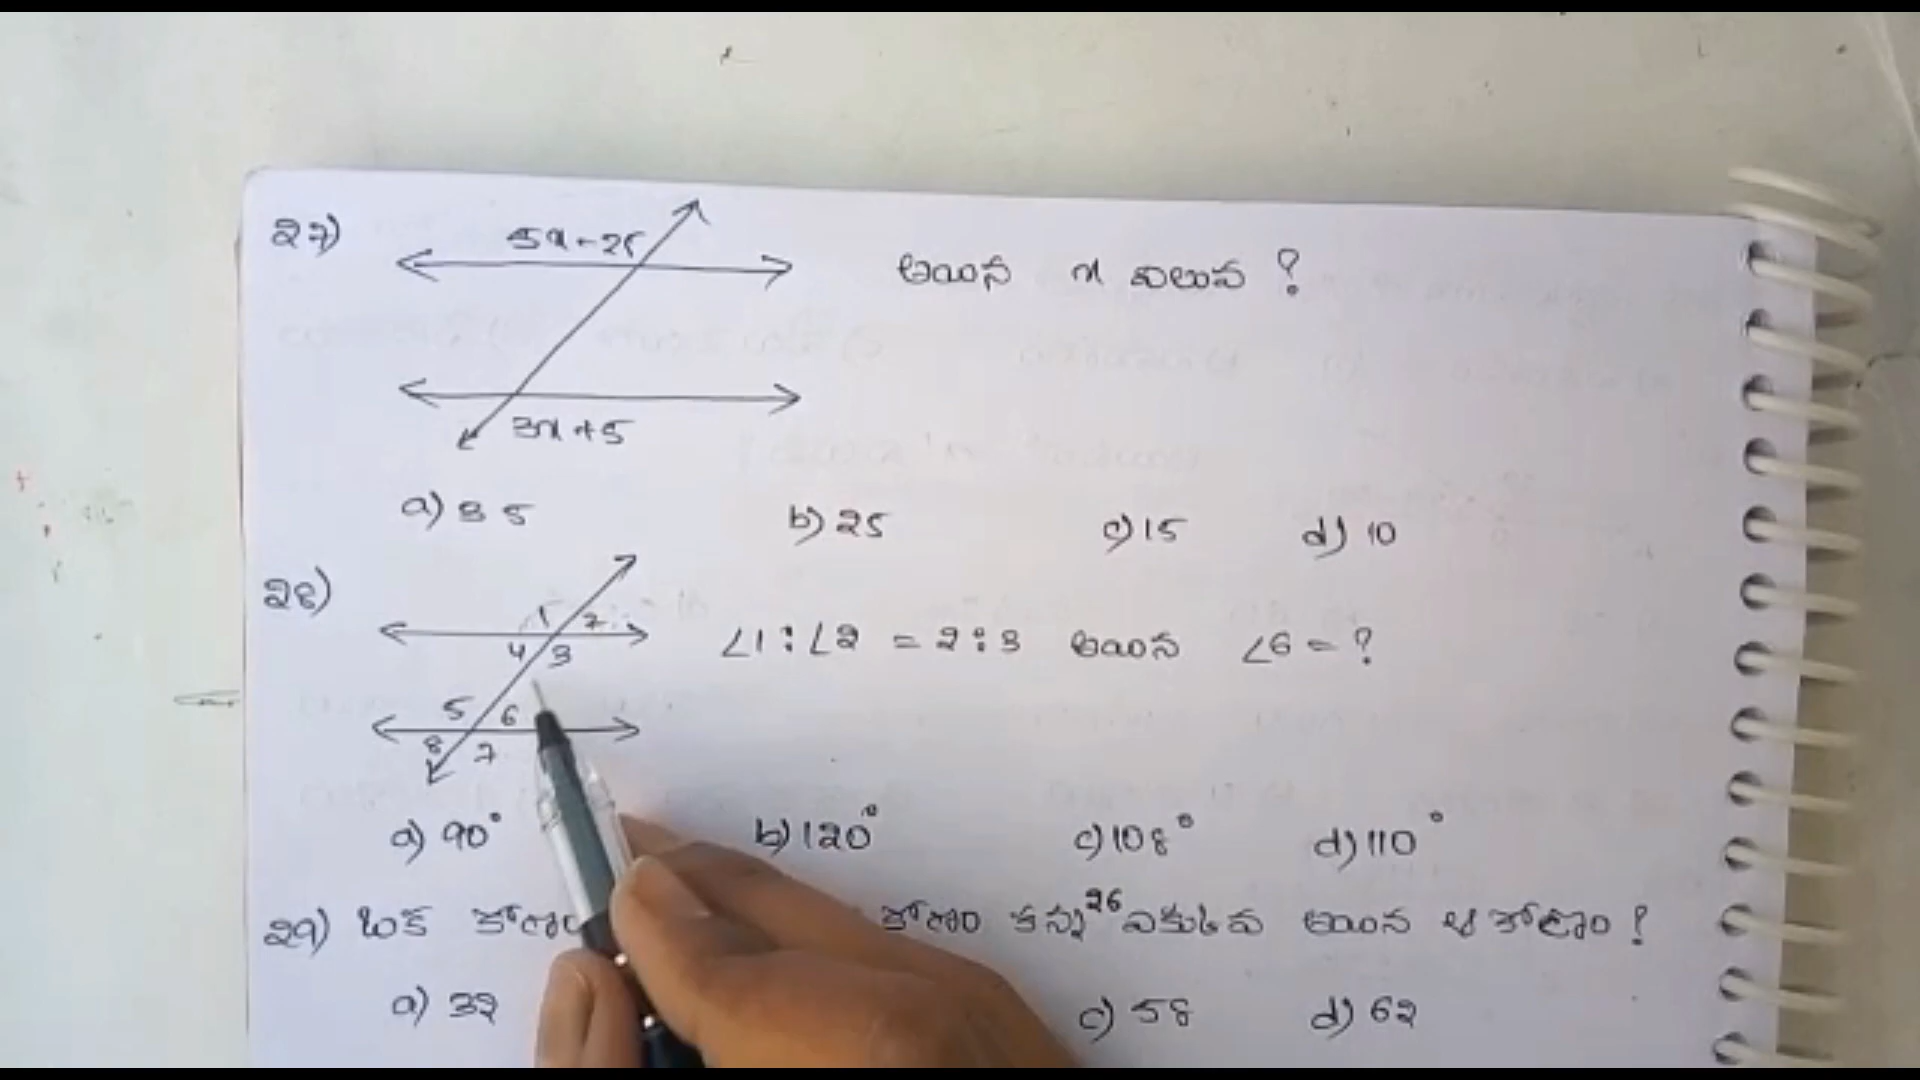 27) 5x-25 అయిన x విలువ ?
3x+5
a) 35 b) 25 c) 15 d) 10
28) 1 2 ∠1:∠2 = 2:3 అయిన ∠6 = ?
4 3
5 6
8 7
a) 90° b) 120° c) 108° d) 110°
29) ఒక కోణం కన్న 26 ఎక్కువ అయిన ఆ కోణం ?
a) 32 c) 58 d) 62